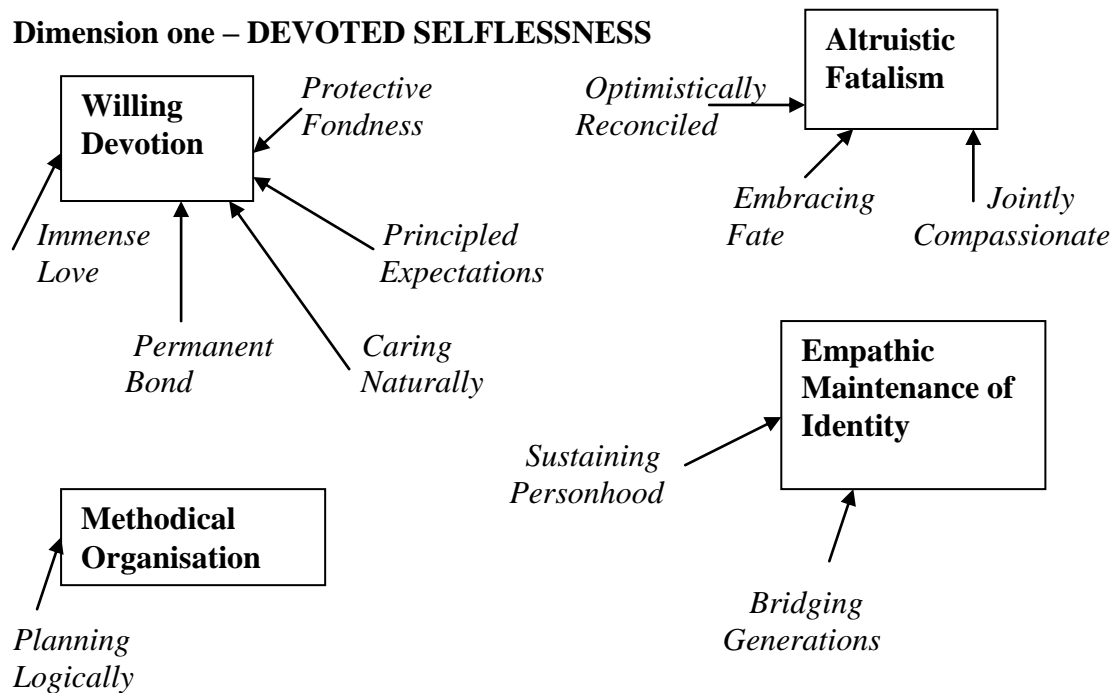 Dimension one – DEVOTED SELFLESSNESS
Willing
Devotion
Protective
Fondness
Immense
Love
Principled
Expectations
Permanent
Bond
Caring
Naturally
Altruistic
Fatalism
Optimistically
Reconciled
Embracing
Fate
Jointly
Compassionate
Empathic
Maintenance of
Identity
Sustaining
Personhood
Bridging
Generations
Methodical
Organisation
Planning
Logically